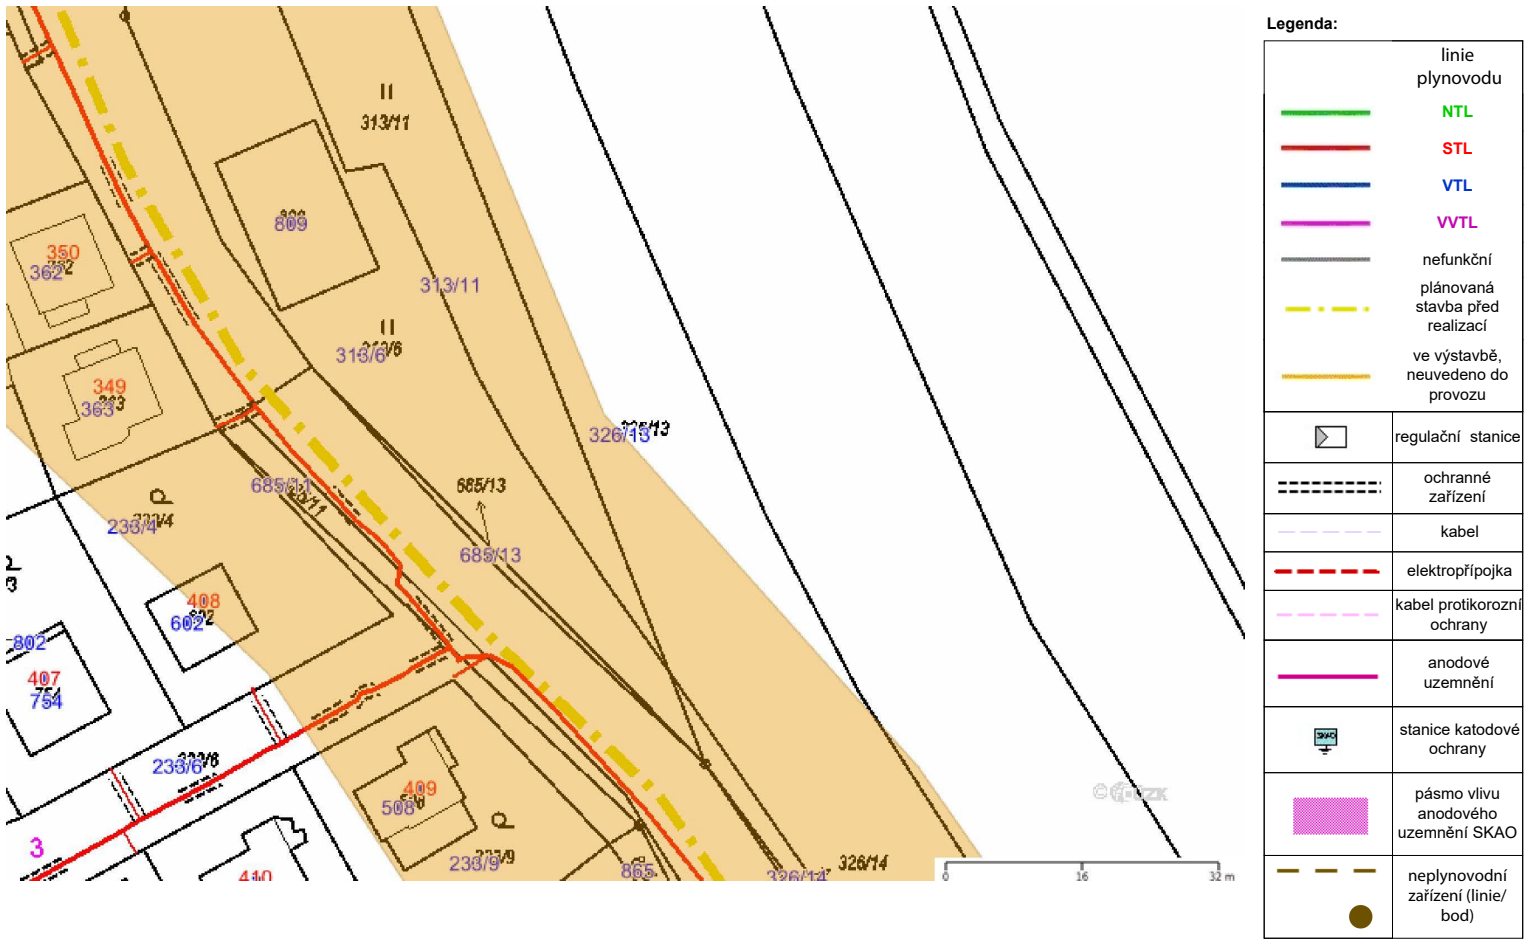 Legenda:
linie
plynovodu
NTL
STL
VTL
VVTL
nefunkční
plánovaná
stavba před
realizací
ve výstavbě,
neuvedeno do
provozu
regulační stanice
ochranné
zařízení
kabel
elektropřípojka
kabel protikorozní
ochrany
anodové
uzemnění
SKAO
stanice katodové
ochrany
pásmo vlivu
anodového
uzemnění SKAO
neplynovodní
zařízení (linie/
bod)
II
313/11
809
350
362
313/11
II
313/6
349
363
326/13
685/11
685/13
685/13
233/4
408
602
802
407
754
233/6
409
508
3
233/9
410
865
326/14
326/14
0
16
32 m